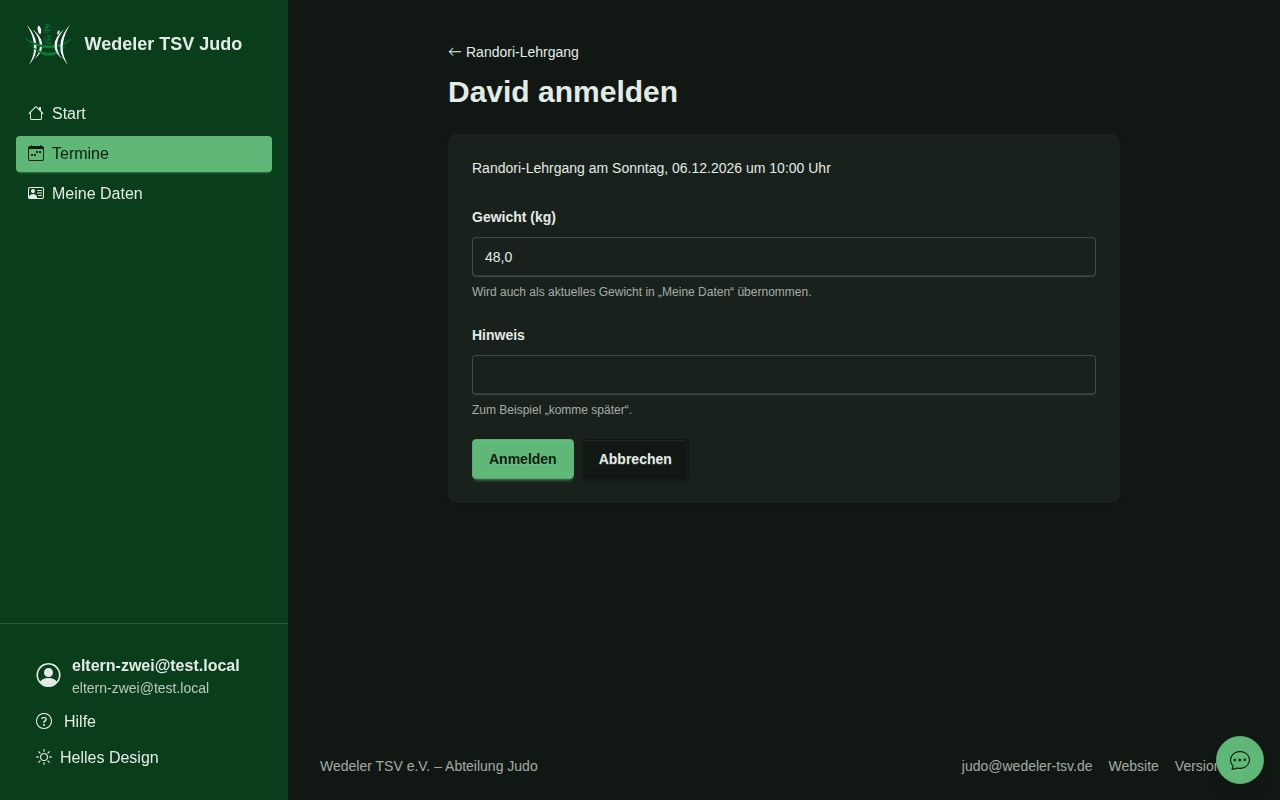 Wedeler TSV Judo
Start
Termine
Meine Daten
eltern-zwei@test.local
eltern-zwei@test.local
Hilfe
Helles Design
← Randori-Lehrgang
David anmelden
Randori-Lehrgang am Sonntag, 06.12.2026 um 10:00 Uhr
Gewicht (kg)
48,0
Wird auch als aktuelles Gewicht in „Meine Daten“ übernommen.
Hinweis
Zum Beispiel „komme später“.
Anmelden Abbrechen
Wedeler TSV e.V. – Abteilung Judo judo@wedeler-tsv.de Website